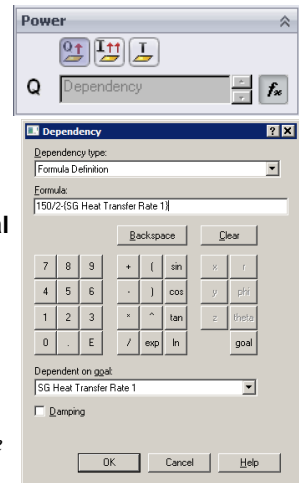 Power
Q Dependency fx
Dependency
Dependency type:
Formula Definition
Formula:
150/2-(SG Heat Transfer Rate 1)
al
Backspace Clear
7 8 9 + ( sin x r
4 5 6 - ) cos y phi
1 2 3 * ^ tan z theta
0 . E / exp ln goal
Dependent on goal:
SG Heat Transfer Rate 1
Damping
e
OK Cancel Help